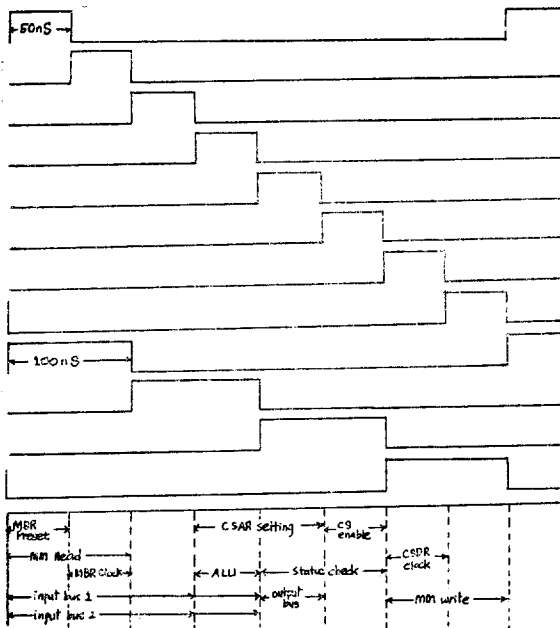 50nS
100nS
MBR
Preset
CSAR setting
CS
enable
MM Read
CSDR
clock
MBR Clock
ALU
Status check
input bus 1
output
bus
MM write
input bus 2